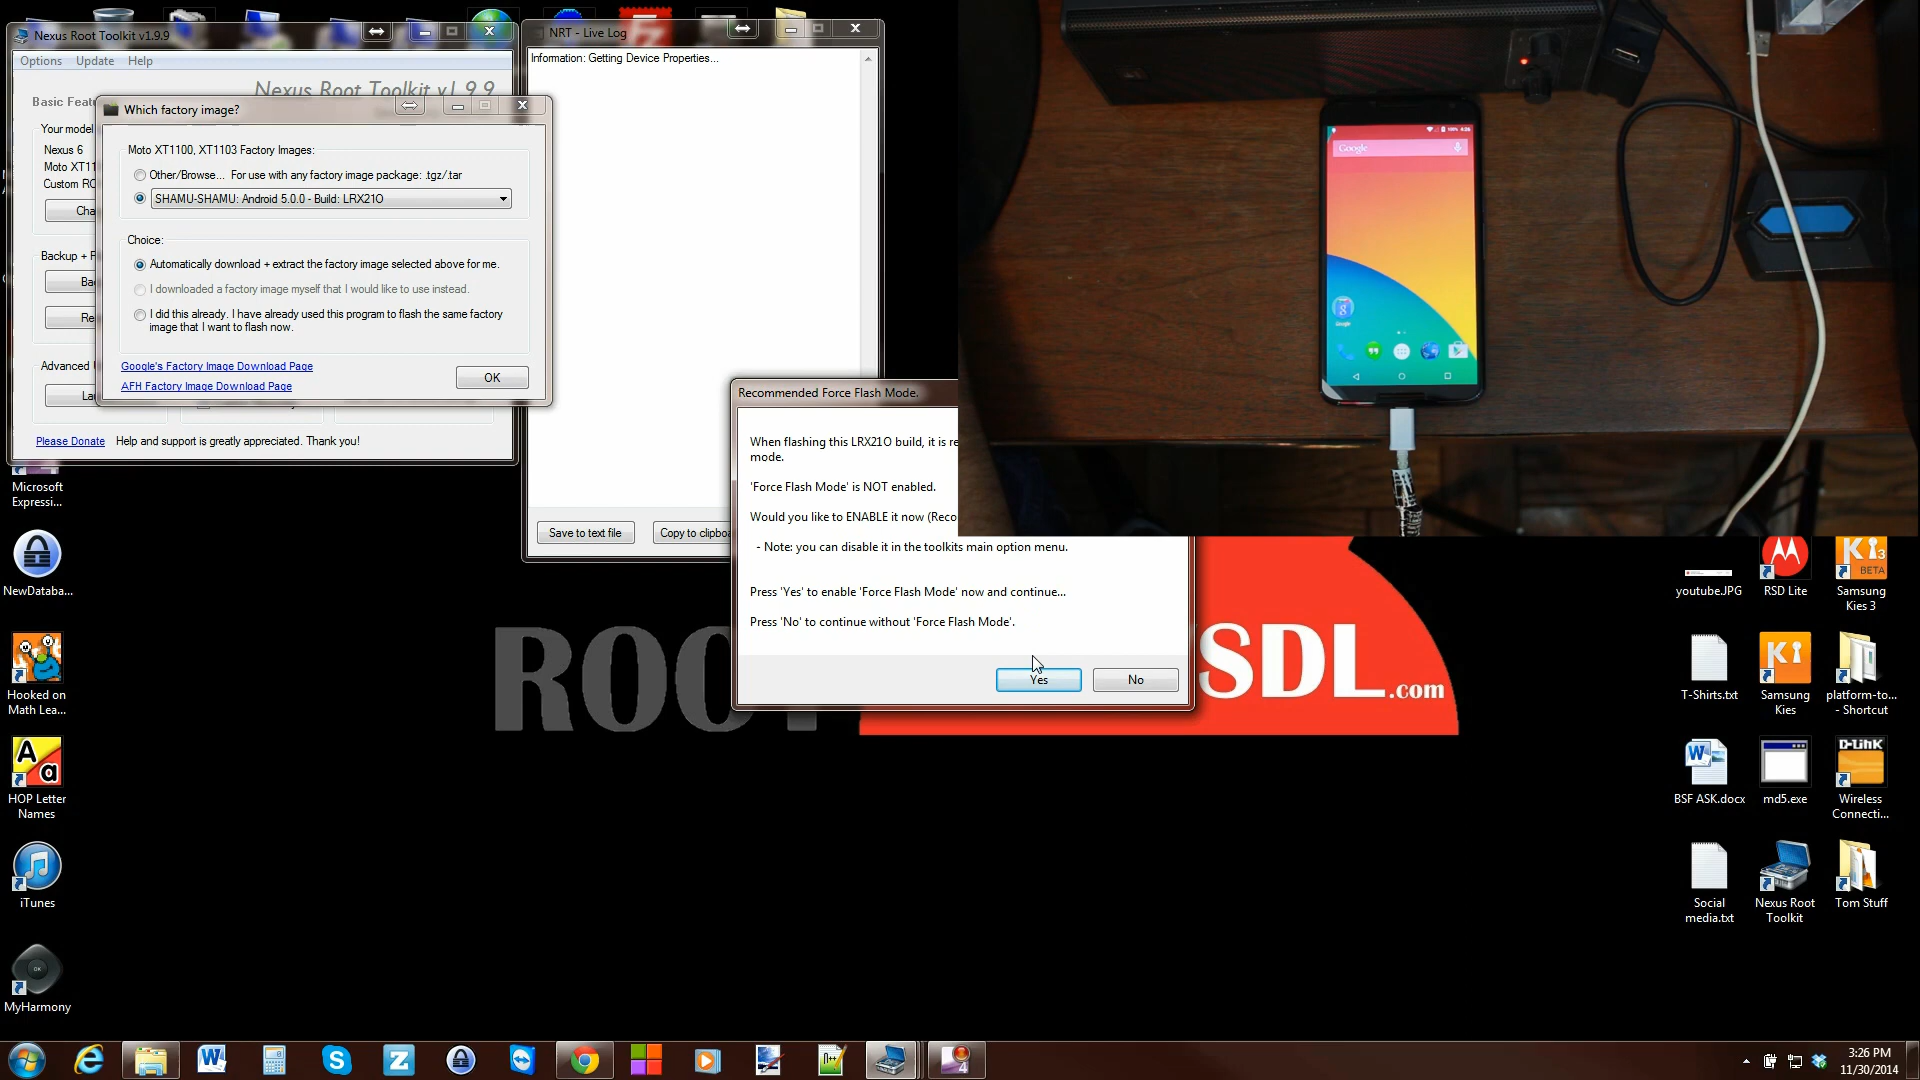 Nexus Root Toolkit v1.9.9
Options Update Help
Nexus Root Toolkit v1.9.9
Basic Featu
Your model
Nexus 6
Moto XT11
Custom RO
Cha
Backup + R
Bac
Re
Advanced U
La
Please Donate Help and support is greatly appreciated. Thank you!
Which factory image?
Moto XT1100, XT1103 Factory Images:
Other/Browse... For use with any factory image package: .tgz/.tar
SHAMU-SHAMU: Android 5.0.0 - Build: LRX21O
Choice:
Automatically download + extract the factory image selected above for me.
I downloaded a factory image myself that I would like to use instead.
I did this already. I have already used this program to flash the same factory
image that I want to flash now.
Google's Factory Image Download Page
AFH Factory Image Download Page
OK
NRT - Live Log
Information: Getting Device Properties...
Save to text file
Copy to clipboa
Recommended Force Flash Mode.
When flashing this LRX21O build, it is re
mode.
'Force Flash Mode' is NOT enabled.
Would you like to ENABLE it now (Reco
- Note: you can disable it in the toolkits main option menu.
Press 'Yes' to enable 'Force Flash Mode' now and continue...
Press 'No' to continue without 'Force Flash Mode'.
Yes
No
Google
100% 4:26
Google
ROOT
SDL.com
Microsoft
Expressi...
NewDataba...
Hooked on
Math Lea...
HOP Letter
Names
iTunes
MyHarmony
youtube.JPG
RSD Lite
Ki3
BETA
Samsung
Kies 3
T-Shirts.txt
Ki
Samsung
Kies
platform-to...
- Shortcut
BSF ASK.docx
md5.exe
D-Link
Wireless
Connecti...
Social
media.txt
Nexus Root
Toolkit
Tom Stuff
3:26 PM
11/30/2014